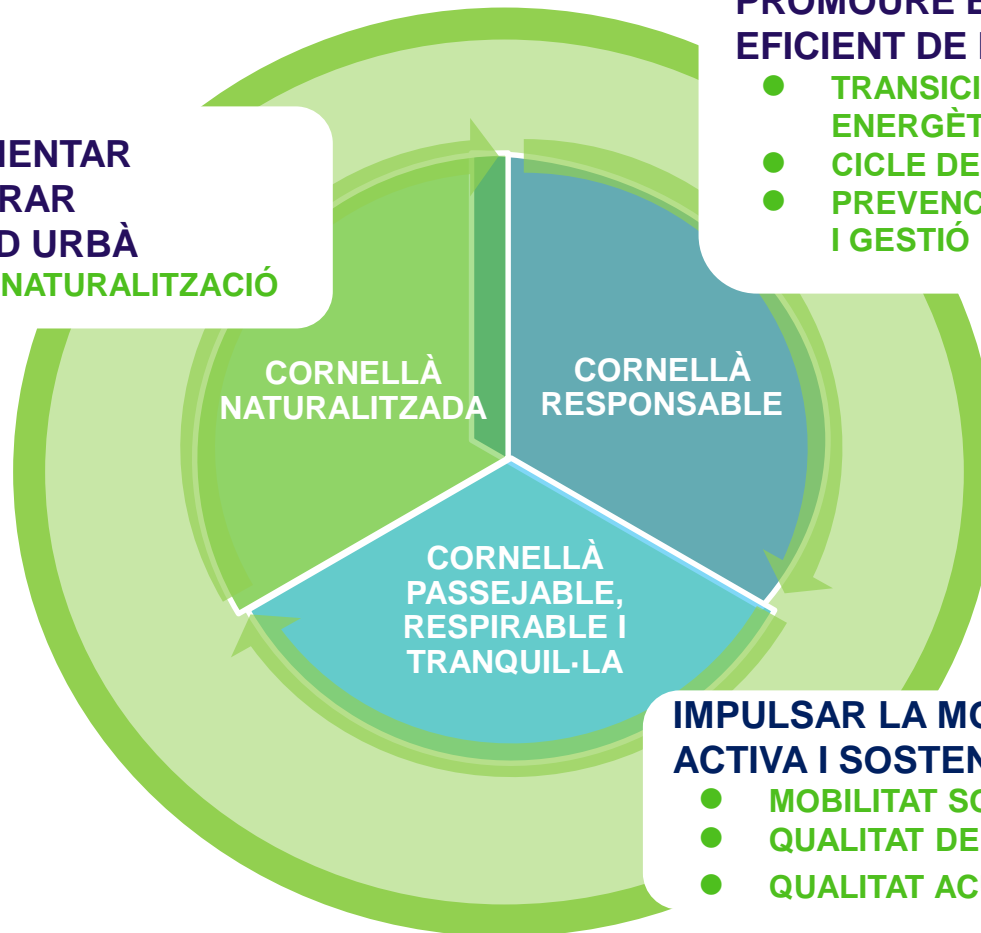 PROMOURE
EFICIENT DE
TRANSICI
ENERGÈT
CICLE DE
PREVENC
I GESTIÓ
MENTAR
RAR
D URBÀ
NATURALITZACIÓ
CORNELLÀ
NATURALITZADA
CORNELLÀ
RESPONSABLE
CORNELLÀ
PASSEJABLE,
RESPIRABLE I
TRANQUIL·LA
IMPULSAR LA MO
ACTIVA I SOSTEN
MOBILITAT SO
QUALITAT DE
QUALITAT AC